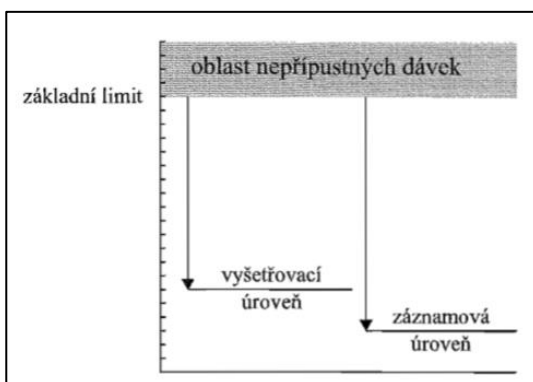 oblast nepřípustných dávek
základní limit
vyšetřovací
úroveň
záznamová
úroveň